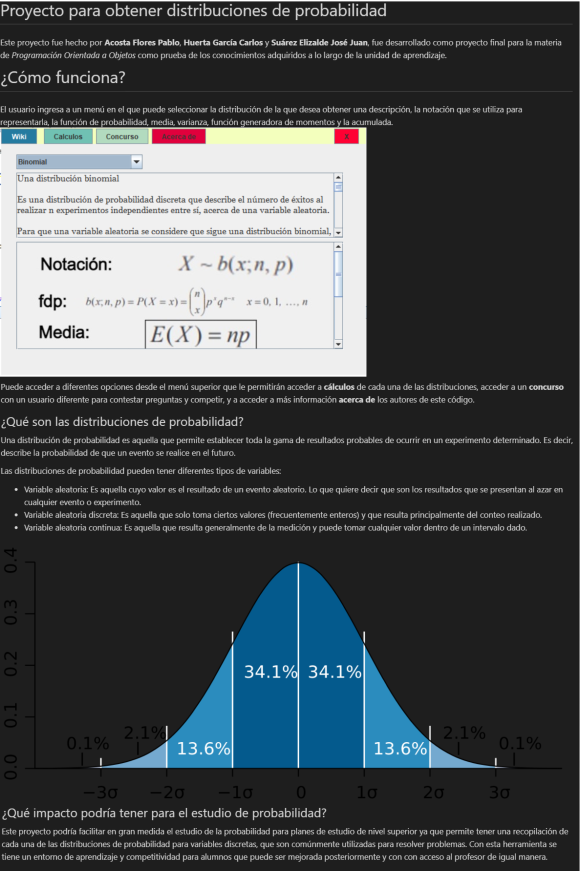 Proyecto para obtener distribuciones de probabilidad
Este proyecto fue hecho por Acosta Flores Pablo, Huerta García Carlos y Suárez Elizalde José Juan, fue desarrollado como proyecto final para la materia
de Programación Orientada a Objetos como prueba de los conocimientos adquiridos a lo largo de la unidad de aprendizaje.
¿Cómo funciona?
El usuario ingresa a un menú en el que puede seleccionar la distribución de la que desea obtener una descripción, la notación que se utiliza para
representarla, la función de probabilidad, media, varianza, función generadora de momentos y la acumulada.
Wiki Calculos Concurso Acerca de X
Binomial
Una distribución binomial
Es una distribución de probabilidad discreta que describe el número de éxitos al
realizar n experimentos independientes entre sí, acerca de una variable aleatoria.
Para que una variable aleatoria se considere que sigue una distribución binomial,
Notación: X ~ b(x; n, p)
fdp: b(x; n, p) = P(X = x) = (n x) p^x q^(n−x) x = 0, 1, ..., n
Media: E(X) = np
Puede acceder a diferentes opciones desde el menú superior que le permitirán acceder a cálculos de cada una de las distribuciones, acceder a un concurso
con un usuario diferente para contestar preguntas y competir, y a acceder a más información acerca de los autores de este código.
¿Qué son las distribuciones de probabilidad?
Una distribución de probabilidad es aquella que permite establecer toda la gama de resultados probables de ocurrir en un experimento determinado. Es decir,
describe la probabilidad de que un evento se realice en el futuro.
Las distribuciones de probabilidad pueden tener diferentes tipos de variables:
• Variable aleatoria: Es aquella cuyo valor es el resultado de un evento aleatorio. Lo que quiere decir que son los resultados que se presentan al azar en
cualquier evento o experimento.
• Variable aleatoria discreta: Es aquella que solo toma ciertos valores (frecuentemente enteros) y que resulta principalmente del conteo realizado.
• Variable aleatoria continua: Es aquella que resulta generalmente de la medición y puede tomar cualquier valor dentro de un intervalo dado.
0.4
0.3
0.2
0.1
0.0
34.1% 34.1%
0.1% 2.1% 13.6% 13.6% 2.1% 0.1%
−3σ −2σ −1σ 0 1σ 2σ 3σ
¿Qué impacto podría tener para el estudio de probabilidad?
Este proyecto podría facilitar en gran medida el estudio de la probabilidad para planes de estudio de nivel superior ya que permite tener una recopilación de
cada una de las distribuciones de probabilidad para variables discretas, que son comúnmente utilizadas para resolver problemas. Con esta herramienta se
tiene un entorno de aprendizaje y competitividad para alumnos que puede ser mejorada posteriormente y con con acceso al profesor de igual manera.